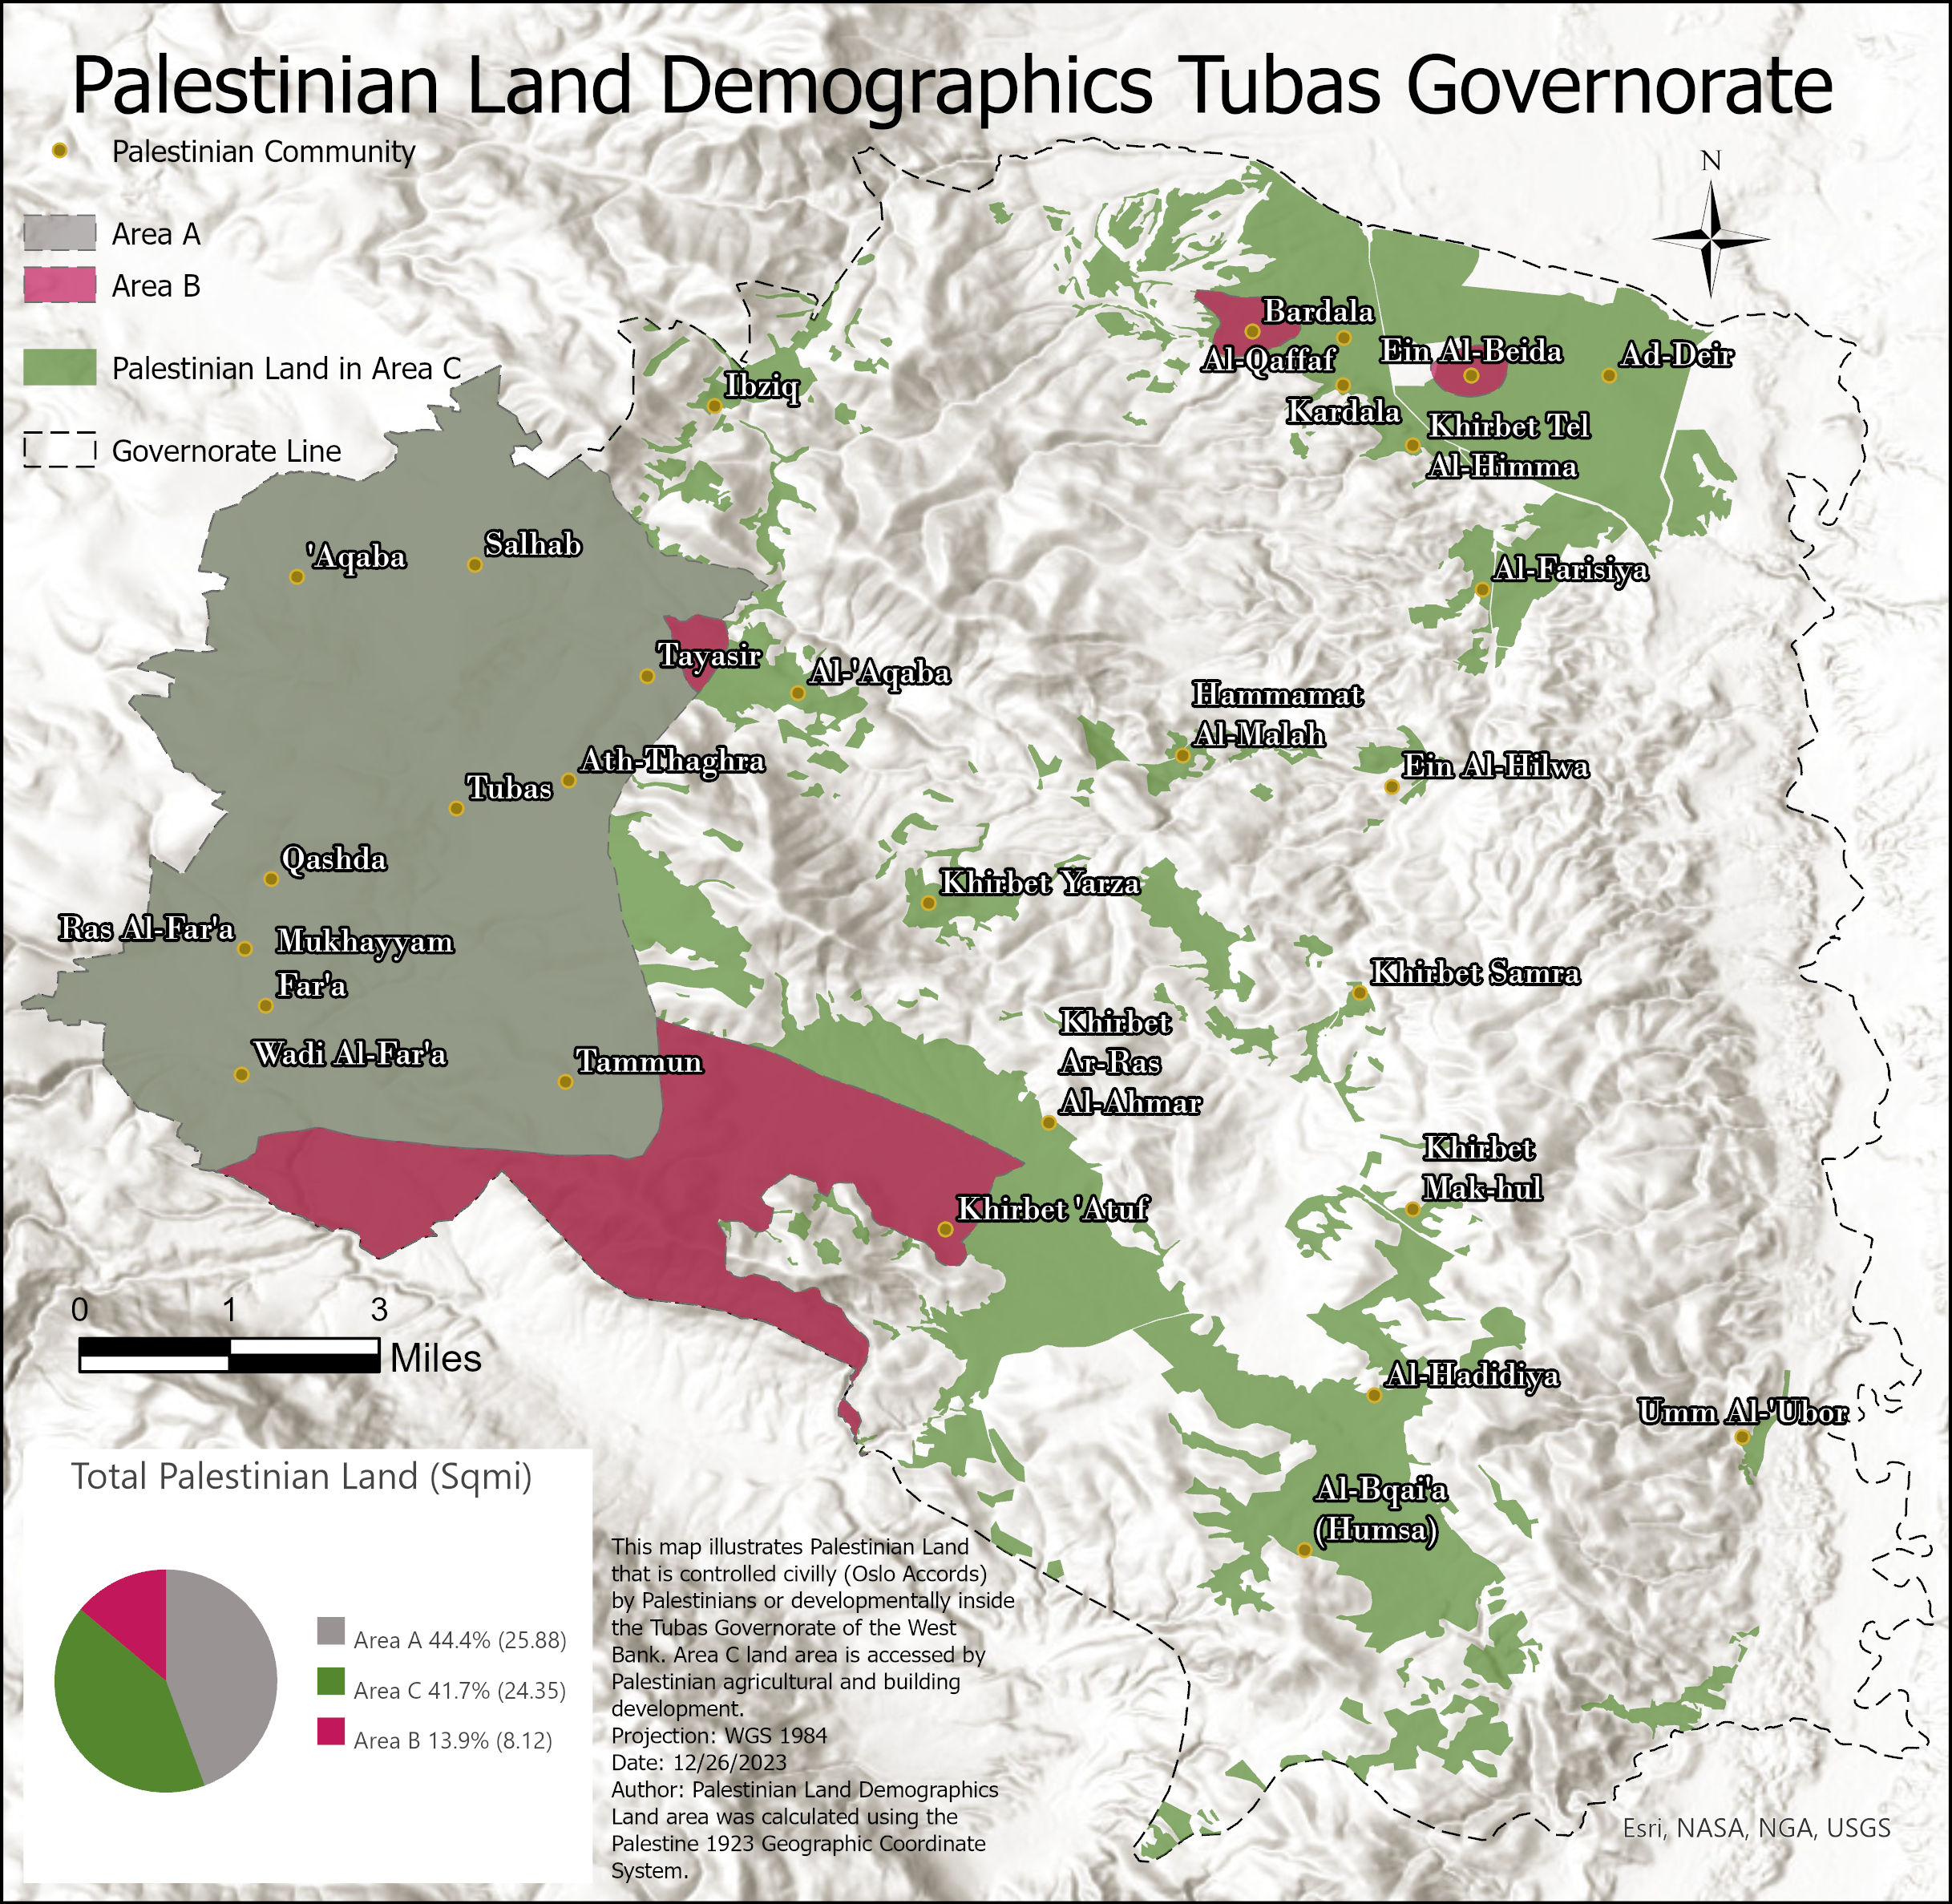 Palestinian Land Demographics Tubas Governorate
Palestinian Community
Area A
Area B
Palestinian Land in Area C
Governorate Line
N
Bardala
Al-Qaffaf
Ein Al-Beida
Ad-Deir
Ibziq
Kardala
Khirbet Tel
Al-Himma
'Aqaba
Salhab
Al-Farisiya
Tayasir
Al-'Aqaba
Hammamat
Al-Malah
Ath-Thaghra
Ein Al-Hilwa
Tubas
Qashda
Khirbet Yarza
Ras Al-Far'a
Mukhayyam
Far'a
Khirbet Samra
Khirbet
Ar-Ras
Al-Ahmar
Wadi Al-Far'a
Tammun
Khirbet
Mak-hul
Khirbet 'Atuf
0 1 3
Miles
Al-Hadidiya
Umm Al-'Ubor
Al-Bqai'a
(Humsa)
Total Palestinian Land (Sqmi)
Area A 44.4% (25.88)
Area C 41.7% (24.35)
Area B 13.9% (8.12)
This map illustrates Palestinian Land
that is controlled civilly (Oslo Accords)
by Palestinians or developmentally inside
the Tubas Governorate of the West
Bank. Area C land area is accessed by
Palestinian agricultural and building
development.
Projection: WGS 1984
Date: 12/26/2023
Author: Palestinian Land Demographics
Land area was calculated using the
Palestine 1923 Geographic Coordinate
System.
Esri, NASA, NGA, USGS